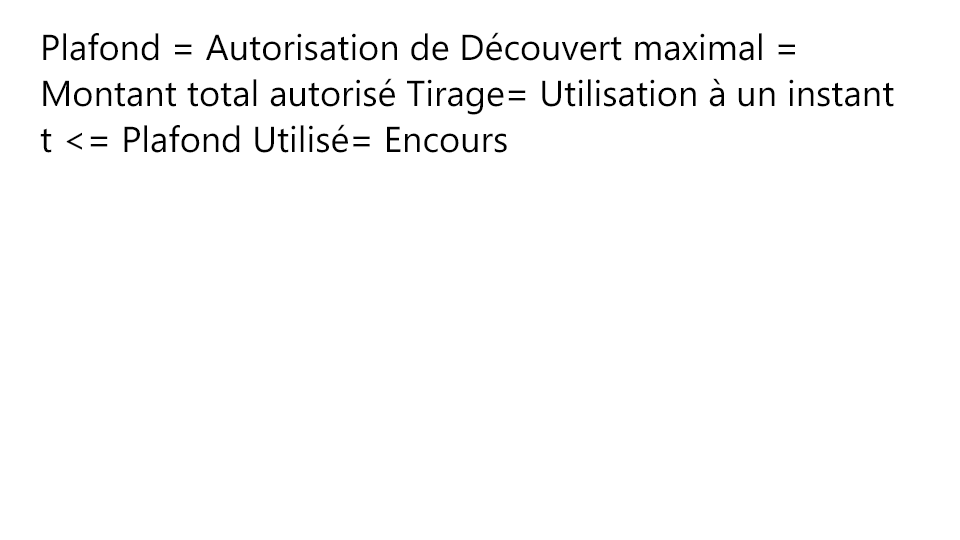 Plafond = Autorisation de Découvert maximal =
Montant total autorisé Tirage= Utilisation à un instant
t <= Plafond Utilisé= Encours